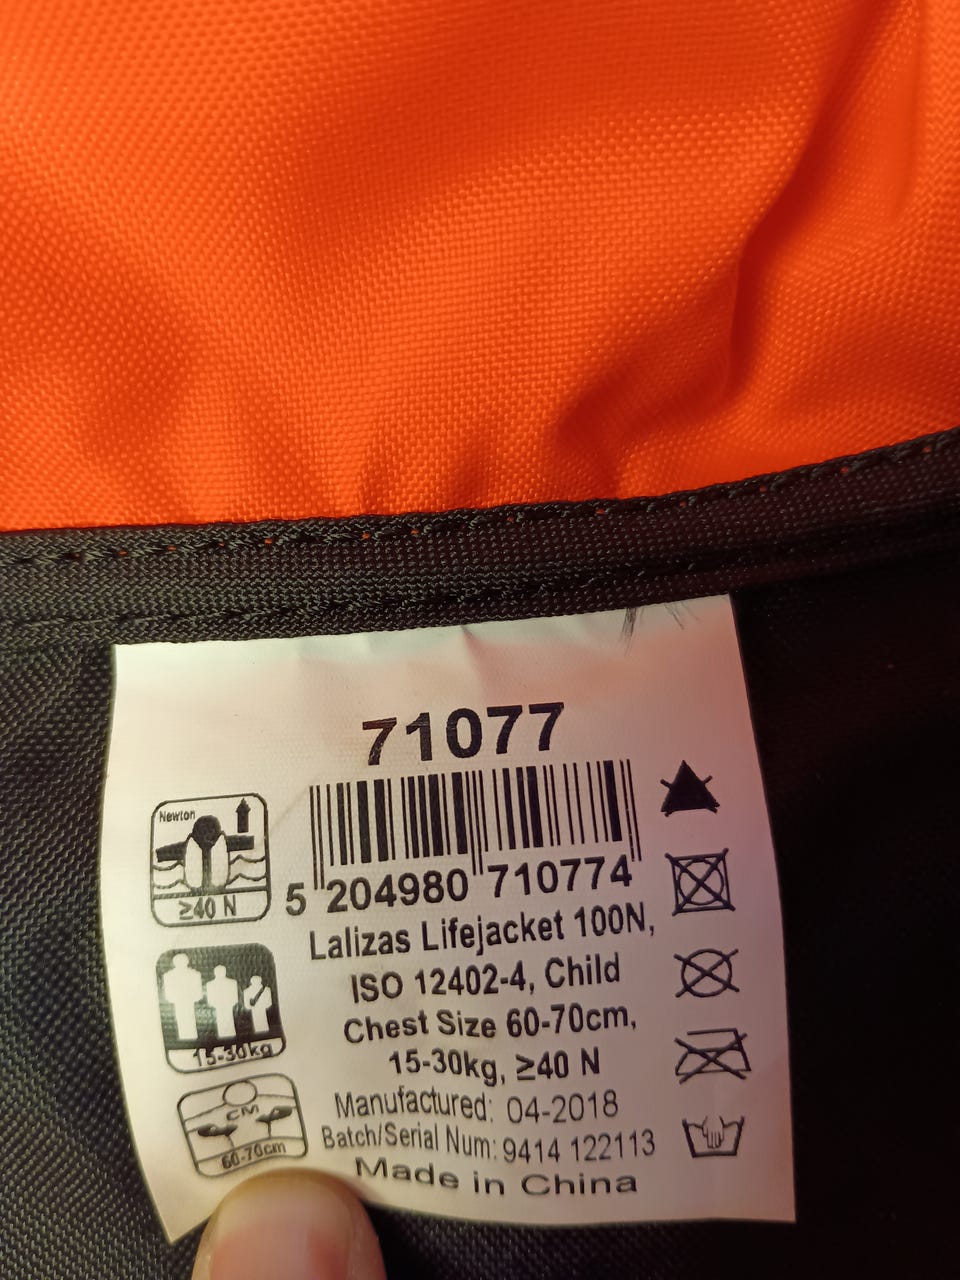 71077
Newton
≥40 N
5 204980 710774
Lalizas Lifejacket 100N,
ISO 12402-4, Child
Chest Size 60-70cm,
15-30kg, ≥40 N
15-30kg
Manufactured: 04-2018
Batch/Serial Num: 9414 122113
Made in China
CM
60-70cm